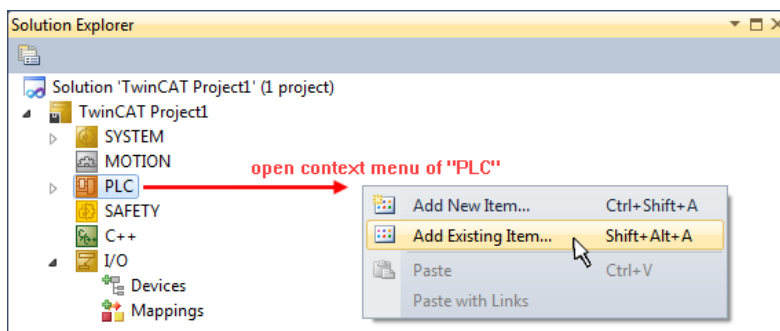 Solution Explorer
Solution 'TwinCAT Project1' (1 project)
TwinCAT Project1
SYSTEM
MOTION
open context menu of "PLC"
PLC
SAFETY
C++
I/O
Devices
Mappings
Add New Item... Ctrl+Shift+A
Add Existing Item... Shift+Alt+A
Paste Ctrl+V
Paste with Links